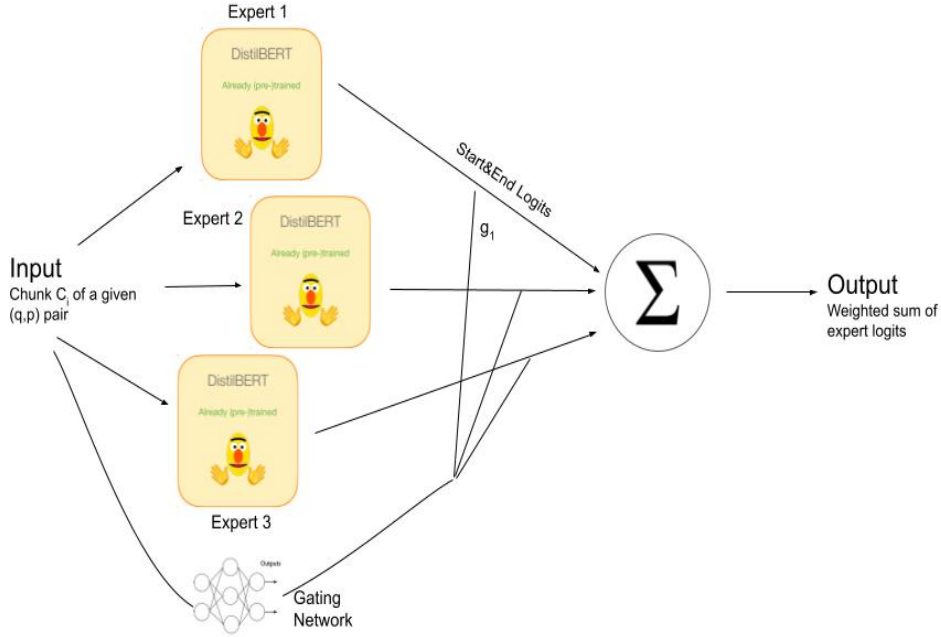 Expert 1
DistilBERT
Already (pre-)trained
Start&End Logits
Expert 2
DistilBERT
Already (pre-)trained
g₁
Σ
Input
Chunk Cᵢ of a given
(q,p) pair
Output
Weighted sum of
expert logits
DistilBERT
Already (pre-)trained
Expert 3
Outputs
Gating
Network